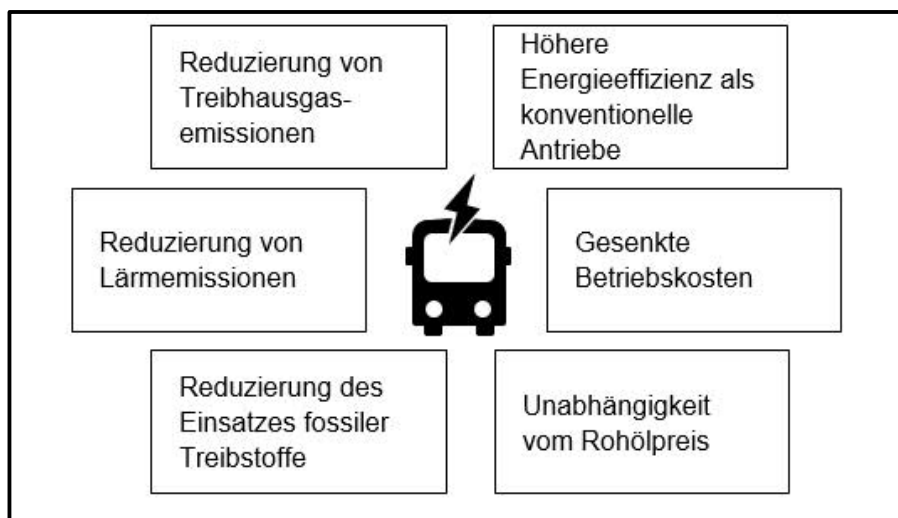 Reduzierung von
Treibhausgas-
emissionen
Höhere
Energieeffizienz als
konventionelle
Antriebe
Reduzierung von
Lärmemissionen
Gesenkte
Betriebskosten
Reduzierung des
Einsatzes fossiler
Treibstoffe
Unabhängigkeit
vom Rohölpreis